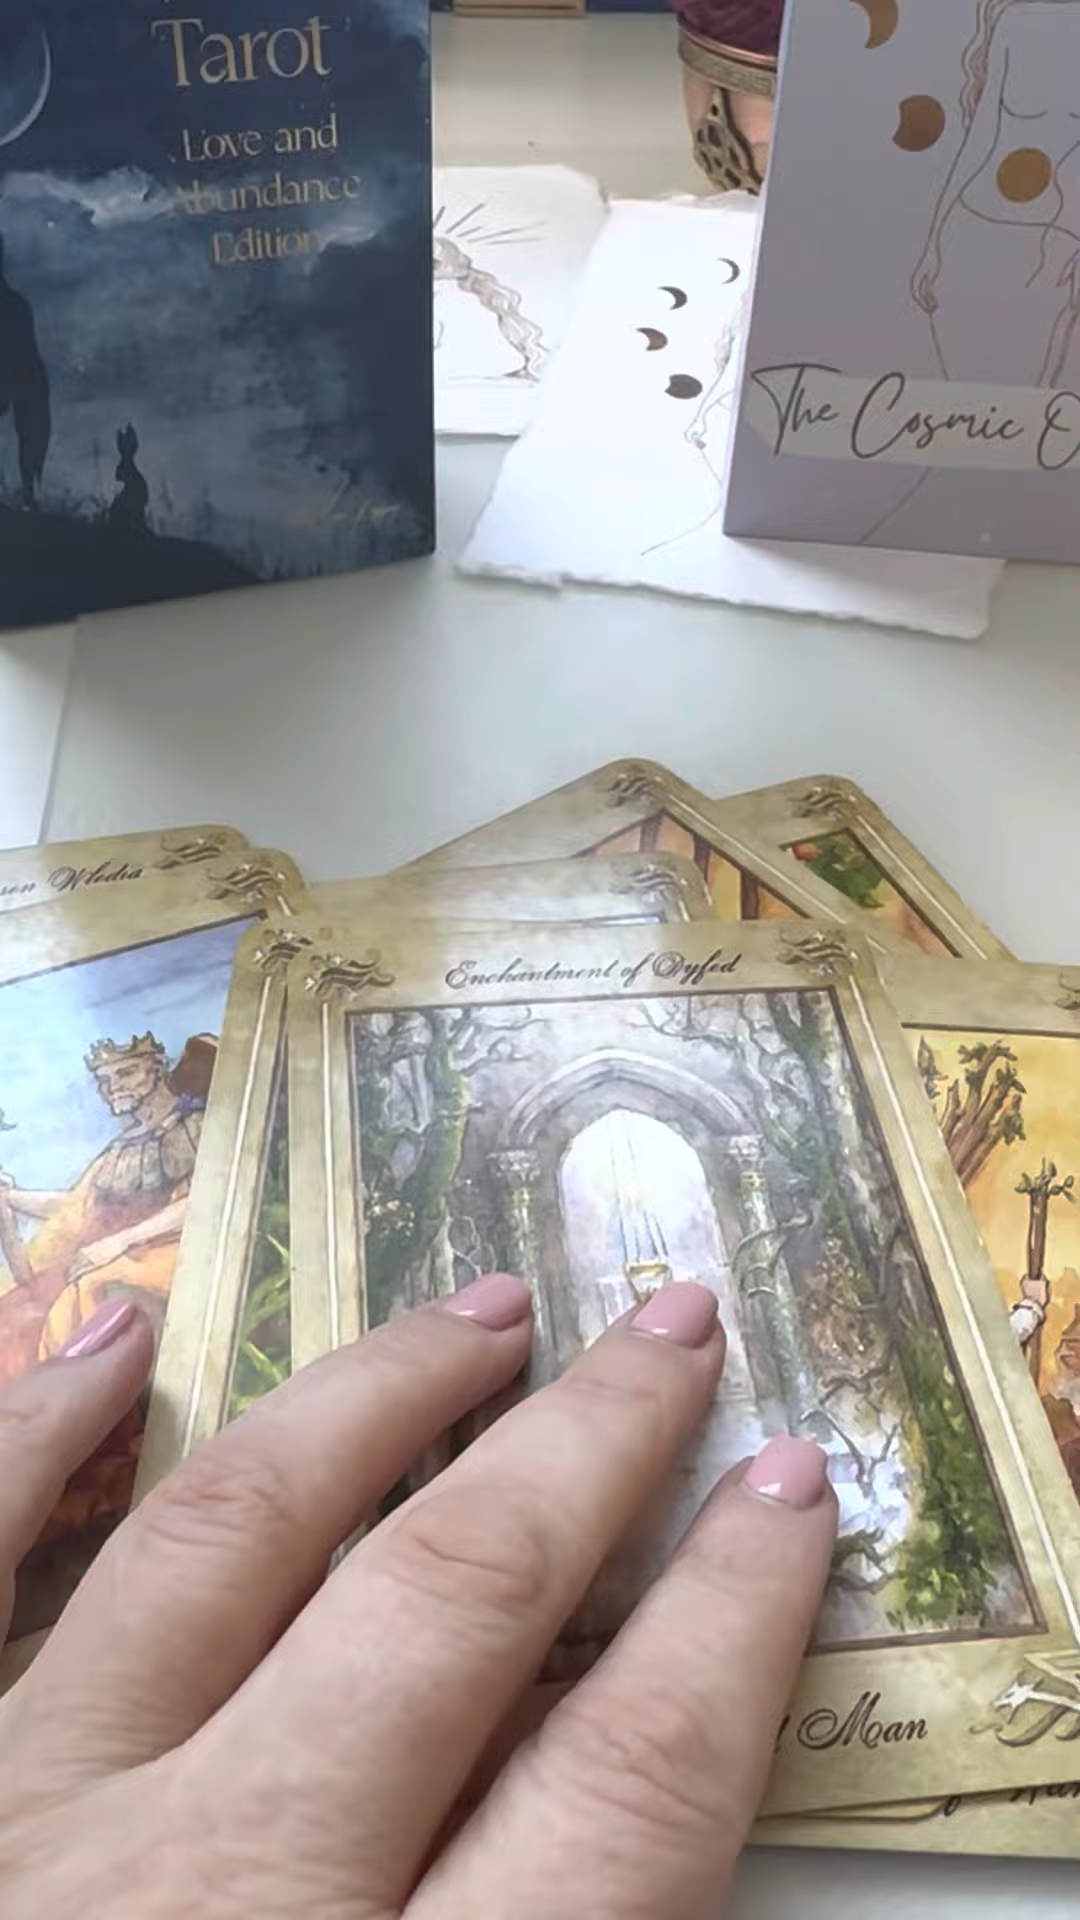 Tarot
Love and
Abundance
Edition
The Cosmic
Wledia
Enchantment of Dyfed
Man